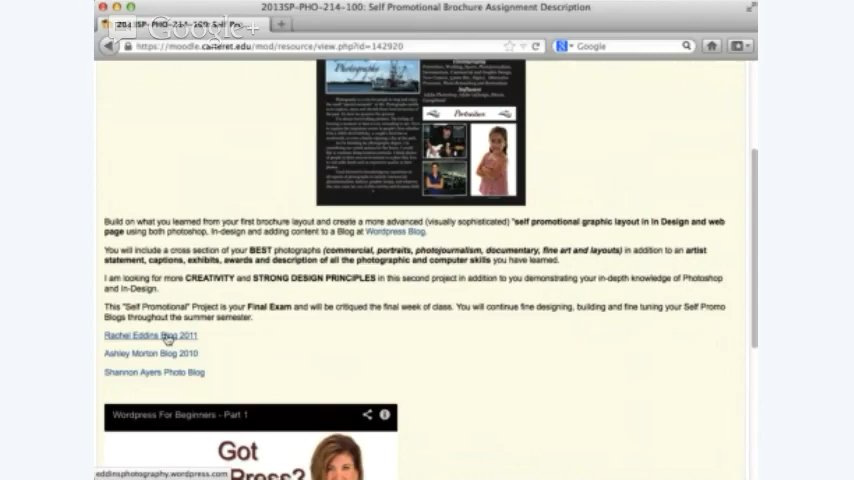 2013SP-PHO-214-100: Self Promotional Brochure Assignment Description
2013SP-PHO-214-100: Self Pro...
Google+
https://moodle.carteret.edu/mod/resource/view.php?id=142920
Google
Photography
Portraiture
Build on what you learned from your first brochure layout and create a more advanced (visually sophisticated) "self promotional graphic layout in In Design and web
page using both photoshop, In-design and adding content to a Blog at Wordpress Blog.
You will include a cross section of your BEST photographs (commercial, portraits, photojournalism, documentary, fine art and layouts) in addition to an artist
statement, captions, exhibits, awards and description of all the photographic and computer skills you have learned.
I am looking for more CREATIVITY and STRONG DESIGN PRINCIPLES in this second project in addition to you demonstrating your in-depth knowledge of Photoshop
and In-Design.
This "Self Promotional" Project is your Final Exam and will be critiqued the final week of class. You will continue fine designing, building and fine tuning your Self Promo
Blogs throughout the summer semester.
Rachel Eddins Blog 2011
Ashley Morton Blog 2010
Shannon Ayers Photo Blog
Wordpress For Beginners - Part 1
Got
Press?
eddinsphotography.wordpress.com